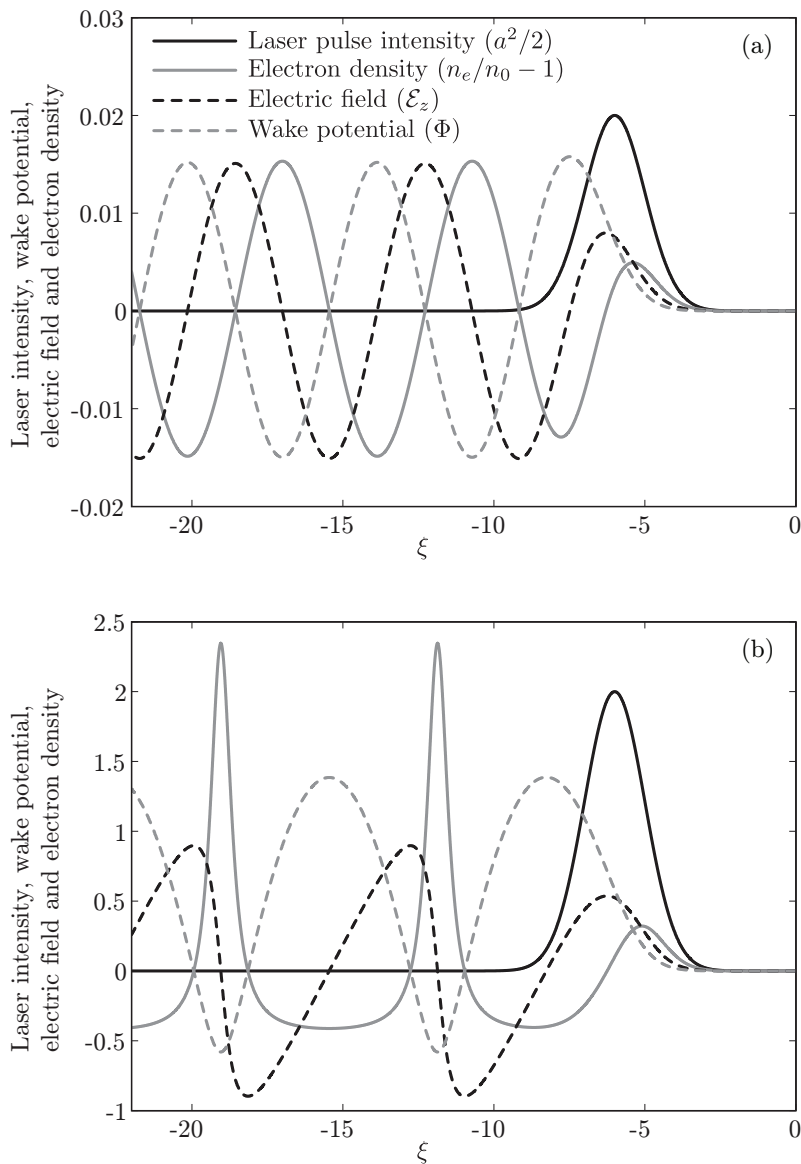 0.03
Laser pulse intensity (a²/2)
(a)
Electron density (nₑ/n₀ − 1)
Electric field (ℰ_z)
Wake potential (Φ)
0.02
0.01
0
-0.01
-0.02
Laser intensity, wake potential,
electric field and electron density
-20 -15 -10 -5 0
ξ
2.5
(b)
2
1.5
1
0.5
0
-0.5
-1
Laser intensity, wake potential,
electric field and electron density
-20 -15 -10 -5 0
ξ